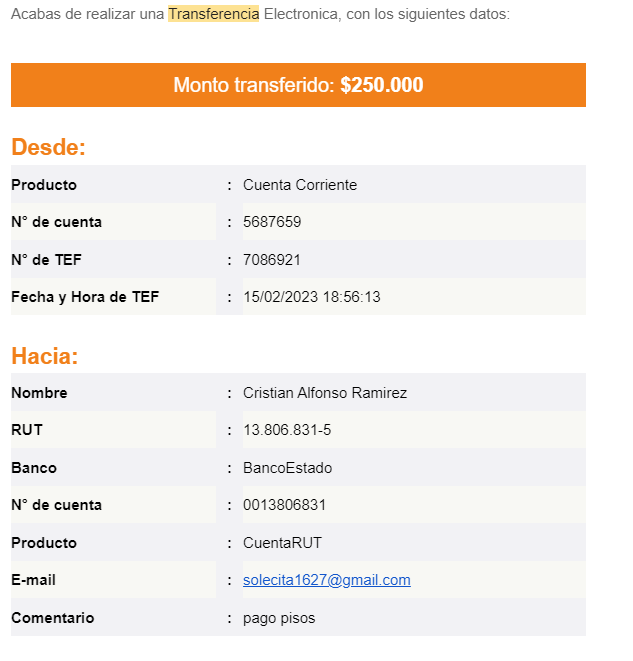 Acabas de realizar una Transferencia Electronica, con los siguientes datos:
Monto transferido: $250.000
Desde:
Producto : Cuenta Corriente
N° de cuenta : 5687659
N° de TEF : 7086921
Fecha y Hora de TEF : 15/02/2023 18:56:13
Hacia:
Nombre : Cristian Alfonso Ramirez
RUT : 13.806.831-5
Banco : BancoEstado
N° de cuenta : 0013806831
Producto : CuentaRUT
E-mail : solecita1627@gmail.com
Comentario : pago pisos